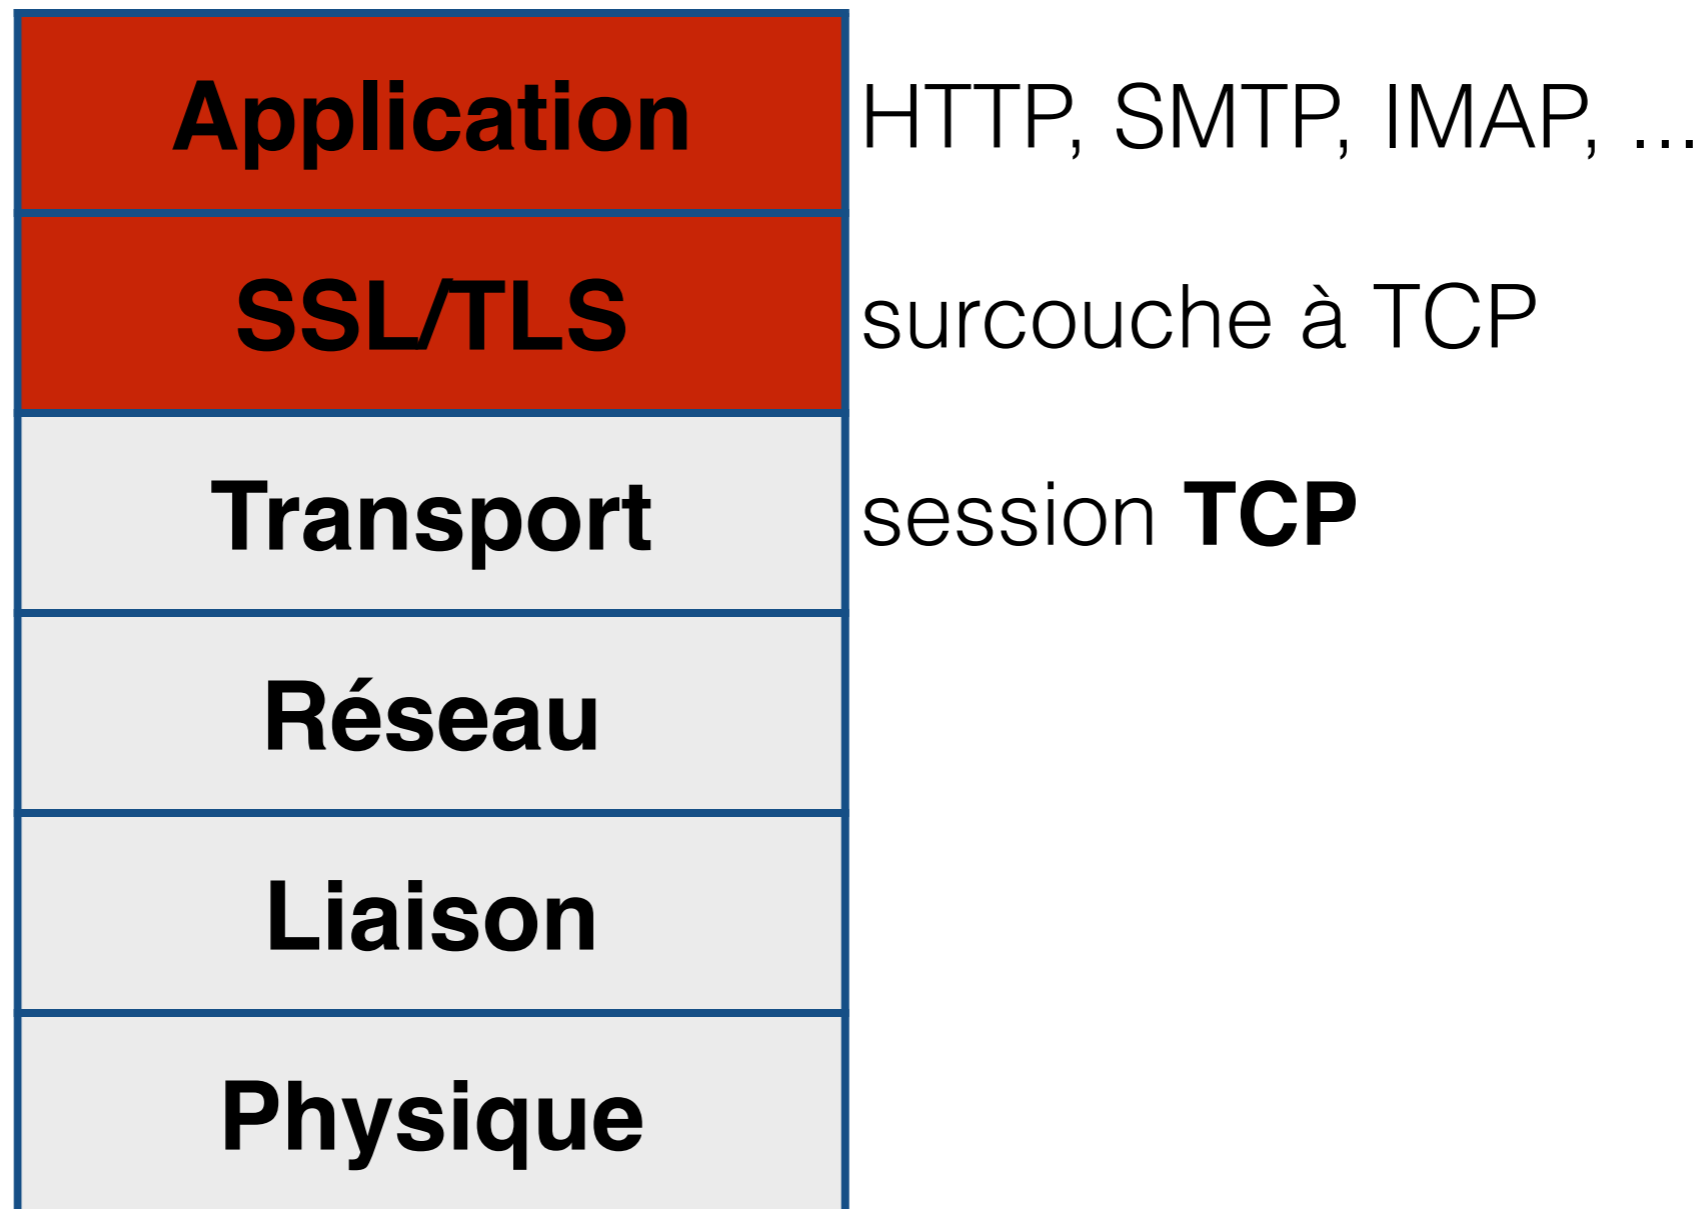 Application HTTP, SMTP, IMAP, ...
SSL/TLS surcouche à TCP
Transport session TCP
Réseau
Liaison
Physique